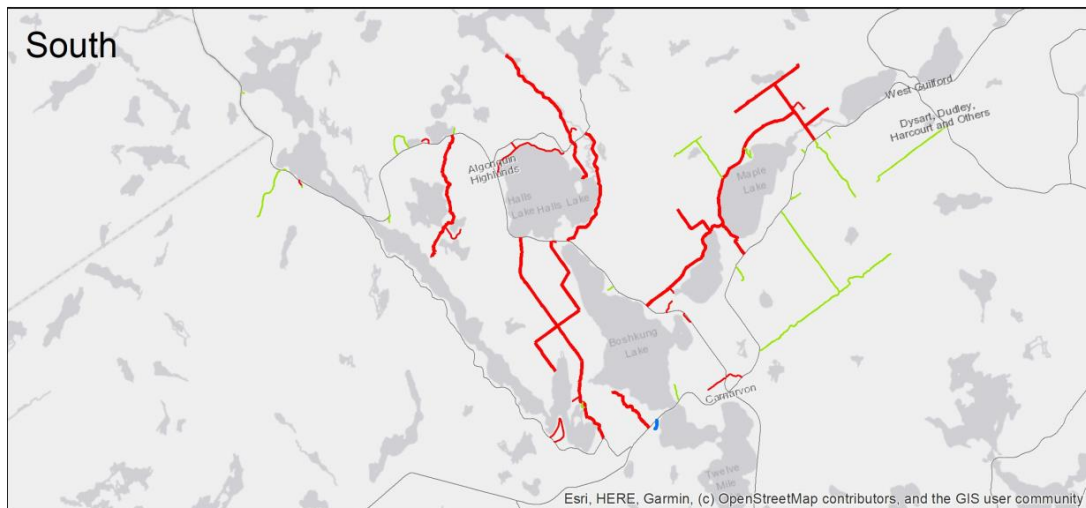 South
West Guilford
Dysart, Dudley,
Harcourt and Others
Algonquin
Highlands
Maple
Lake
Halls
Lake
Halls Lake
Boshkung
Lake
Carnarvon
Twelve
Mile
Esri, HERE, Garmin, (c) OpenStreetMap contributors, and the GIS user community